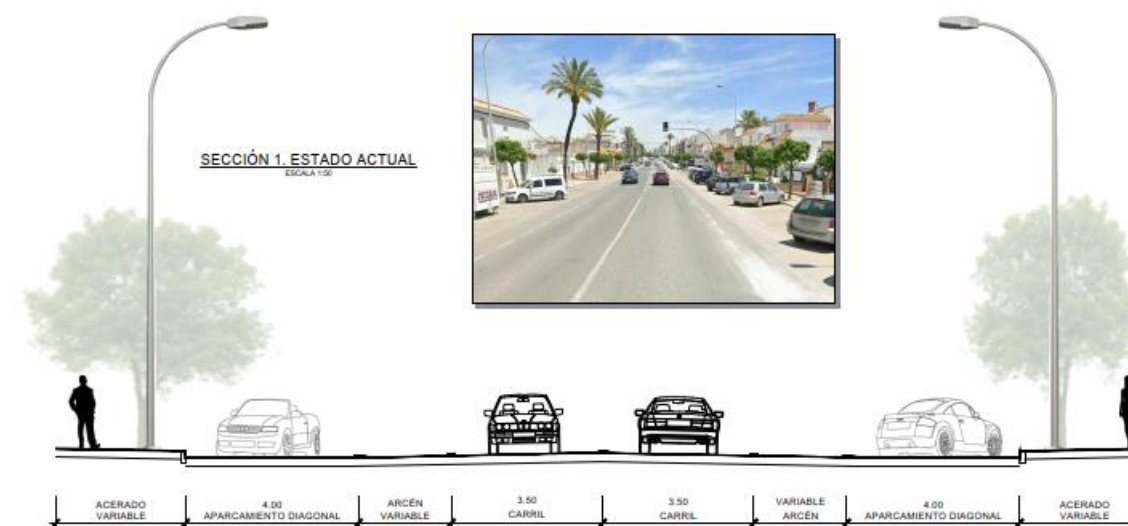 SECCIÓN 1. ESTADO ACTUAL
ESCALA 1:50
ACERADO
VARIABLE
4.00
APARCAMIENTO DIAGONAL
ARCÉN
VARIABLE
3.50
CARRIL
3.50
CARRIL
VARIABLE
ARCÉN
4.00
APARCAMIENTO DIAGONAL
ACERADO
VARIABLE